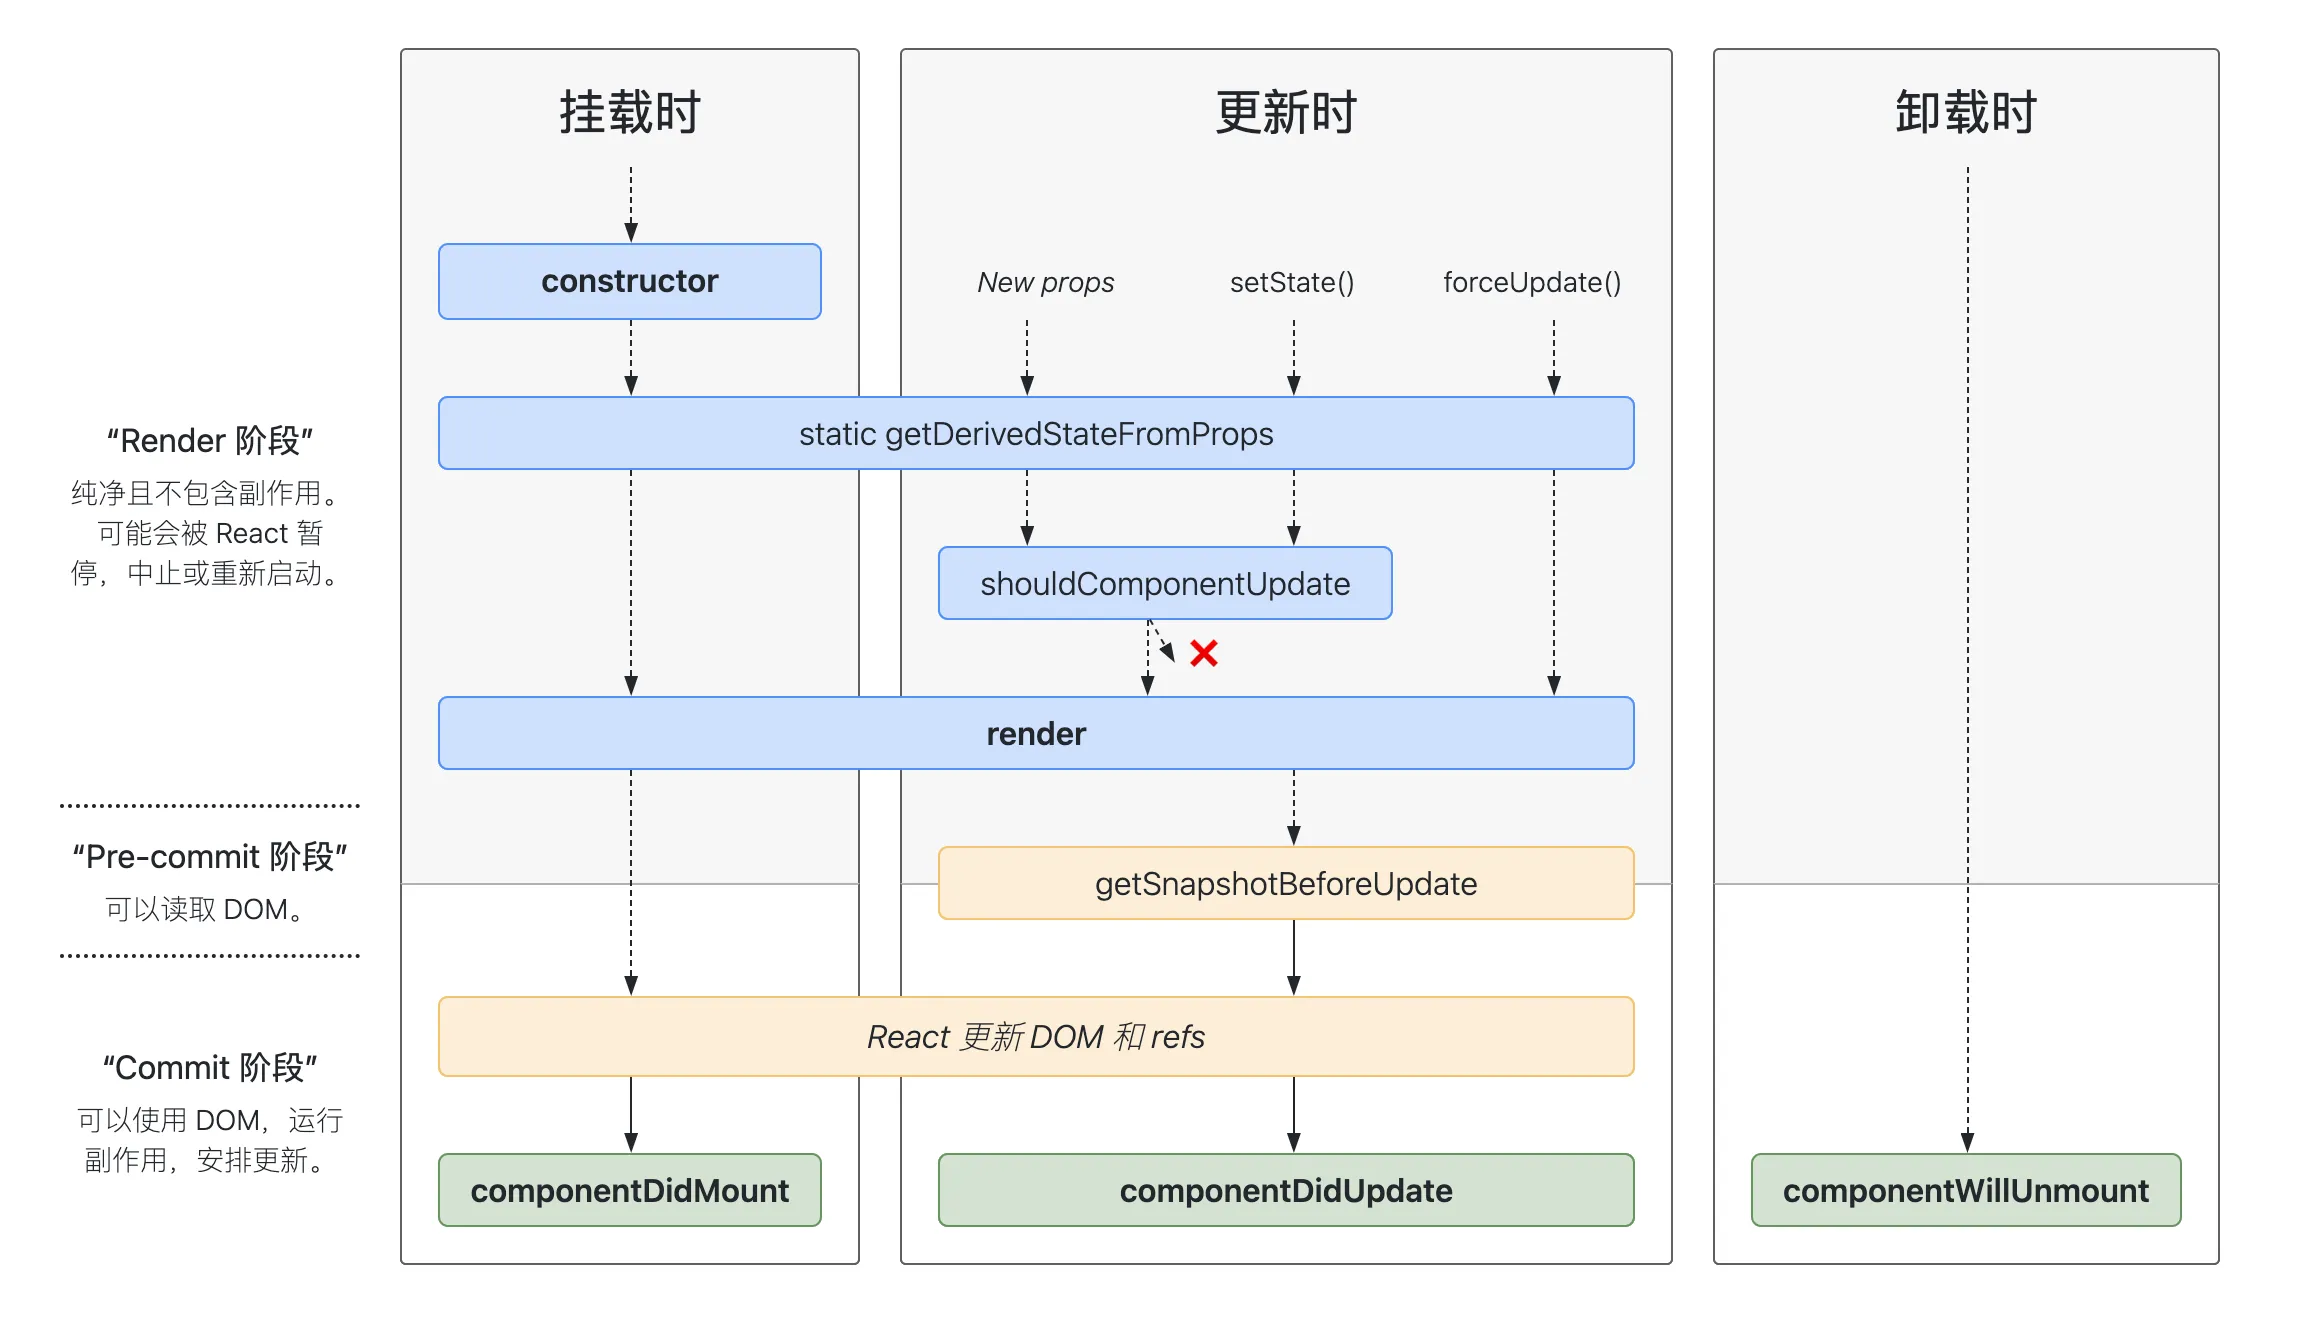 挂载时
更新时
卸载时
constructor
New props
setState()
forceUpdate()
static getDerivedStateFromProps
“Render 阶段”
纯净且不包含副作用。
可能会被 React 暂
停，中止或重新启动。
shouldComponentUpdate
render
“Pre-commit 阶段”
可以读取 DOM。
getSnapshotBeforeUpdate
React 更新 DOM 和 refs
“Commit 阶段”
可以使用 DOM，运行
副作用，安排更新。
componentDidMount
componentDidUpdate
componentWillUnmount